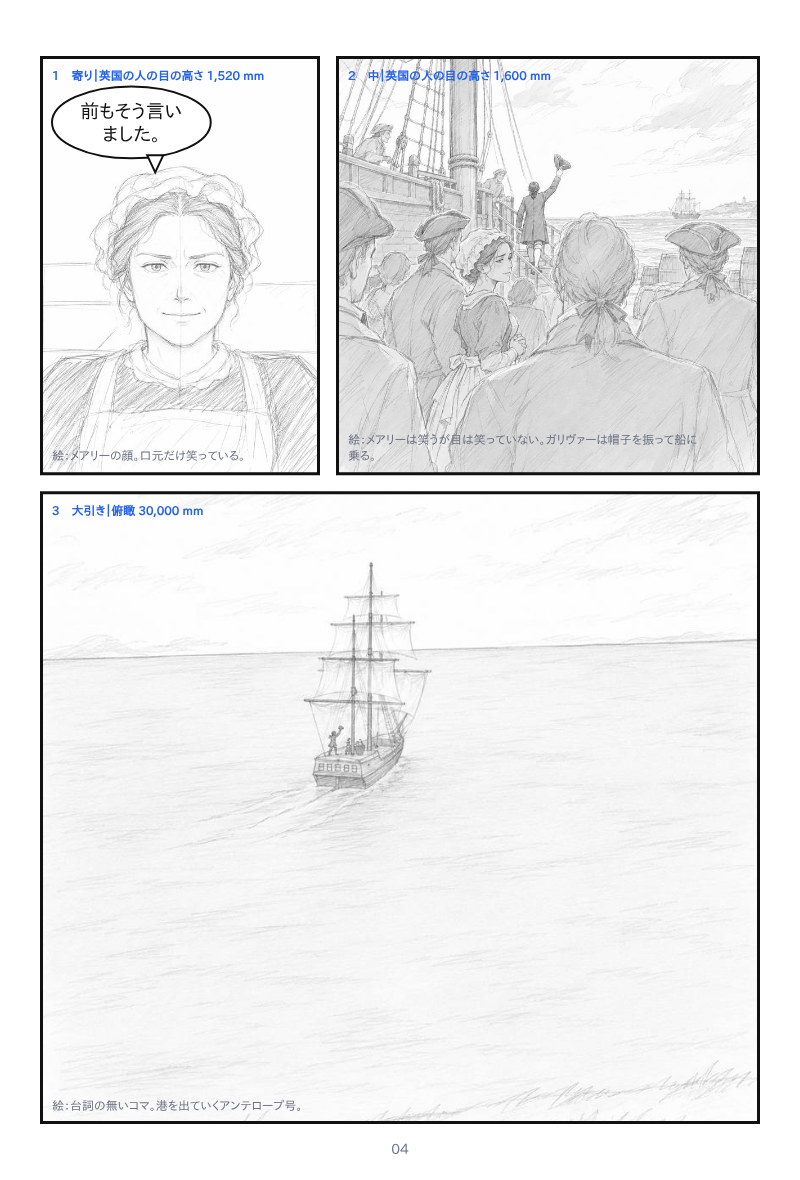 1 寄り|英国の人の目の高さ 1,520 mm
前もそう言い
ました。
絵:メアリーの顔。口元だけ笑っている。
2 中|英国の人の目の高さ 1,600 mm
絵:メアリーは笑うが目は笑っていない。ガリヴァーは帽子を振って船に
乗る。
3 大引き|俯瞰 30,000 mm
絵:台詞の無いコマ。港を出ていくアンテロープ号。
04